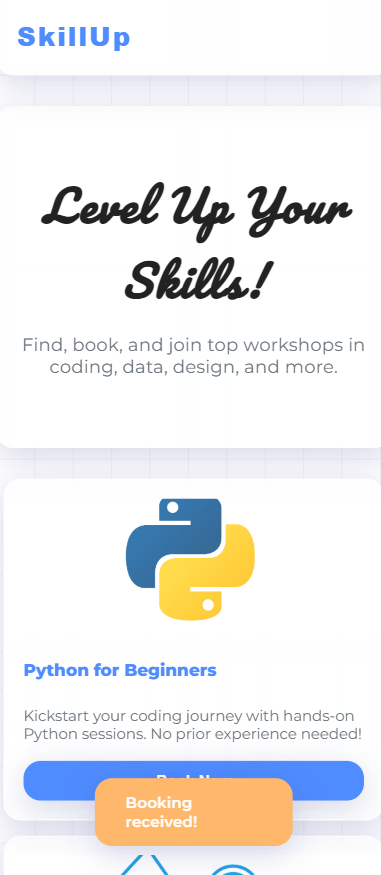 SkillUp
Level Up Your
Skills!
Find, book, and join top workshops in
coding, data, design, and more.
Python for Beginners
Kickstart your coding journey with hands-on
Python sessions. No prior experience needed!
Booking
received!